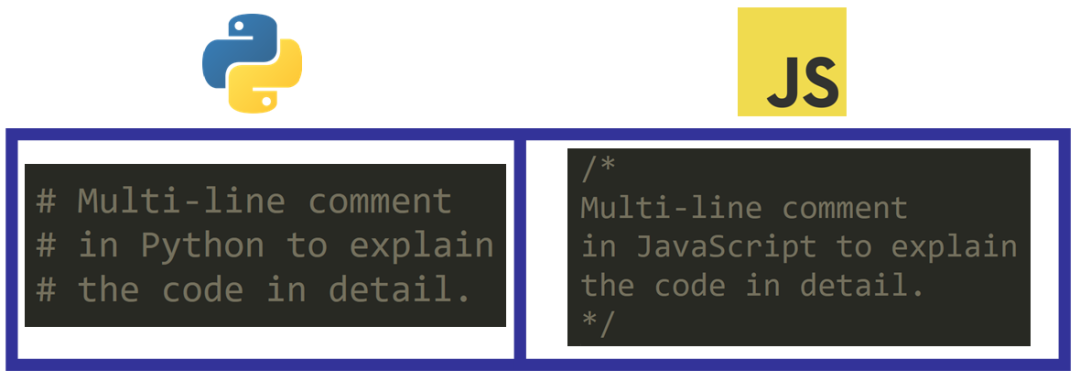 JS
# Multi-line comment
# in Python to explain
# the code in detail.
/*
Multi-line comment
in JavaScript to explain
the code in detail.
*/